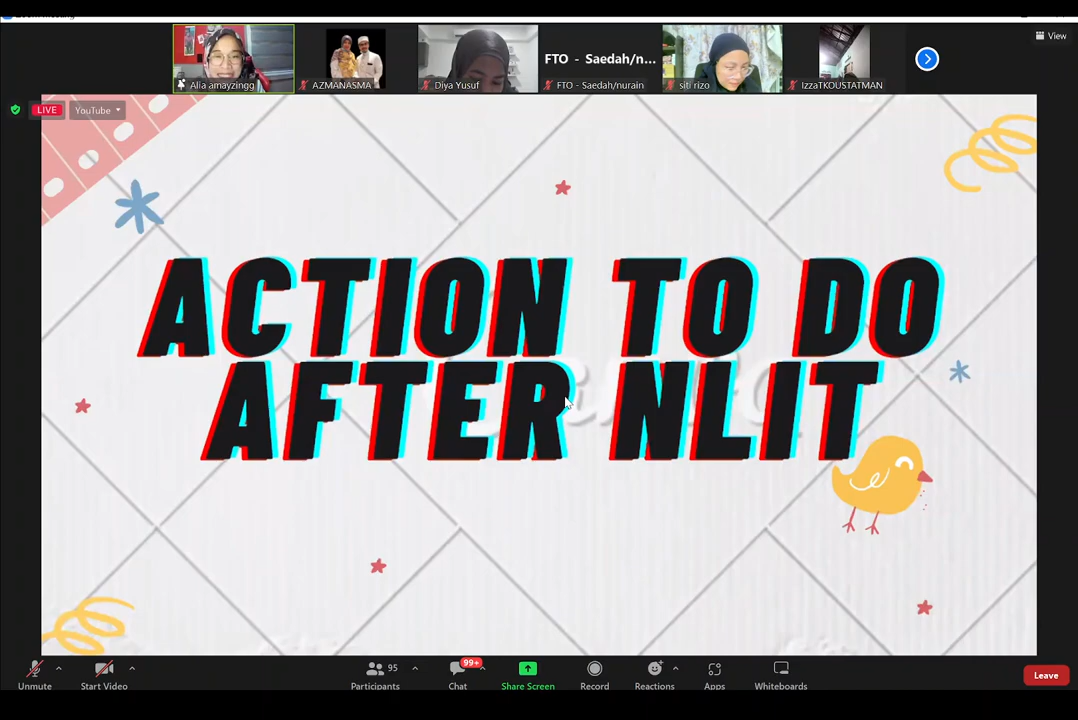 View
Alia amayzingg
AZMANASMA
Diya Yusuf
FTO - Saedah/n...
FTO - Saedah/nurain
siti rizo
IzzaTKOUSTATMAN
LIVE
YouTube
ACTION TO DO
AFTER NLIT
Unmute
Start Video
95
Participants
99+
Chat
Share Screen
Record
Reactions
Apps
Whiteboards
Leave